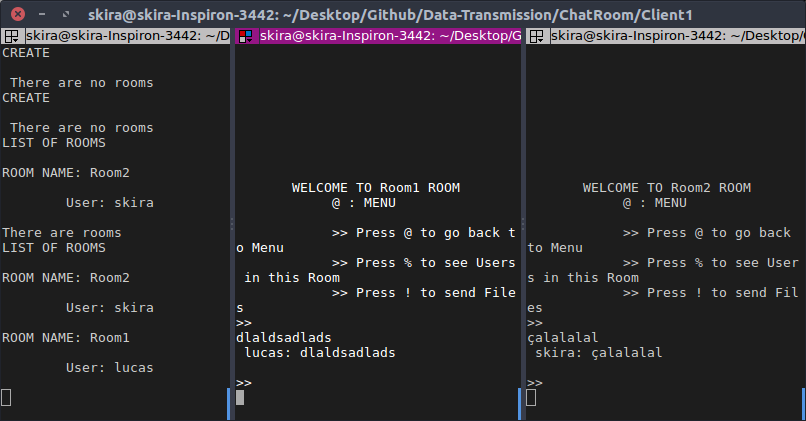 skira@skira-Inspiron-3442: ~/Desktop/Github/Data-Transmission/ChatRoom/Client1
skira@skira-Inspiron-3442: ~/D
CREATE
There are no rooms
CREATE
There are no rooms
LIST OF ROOMS
ROOM NAME: Room2
User: skira
There are rooms
LIST OF ROOMS
ROOM NAME: Room2
User: skira
ROOM NAME: Room1
User: lucas
skira@skira-Inspiron-3442: ~/Desktop/G
WELCOME TO Room1 ROOM
@ : MENU
>> Press @ to go back t
o Menu
>> Press % to see Users
in this Room
>> Press ! to send File
s
>>
dlaldsadlads
lucas: dlaldsadlads
>>
skira@skira-Inspiron-3442: ~/Desktop/
WELCOME TO Room2 ROOM
@ : MENU
>> Press @ to go back
to Menu
>> Press % to see User
s in this Room
>> Press ! to send Fil
es
>>
çalalalal
skira: çalalalal
>>